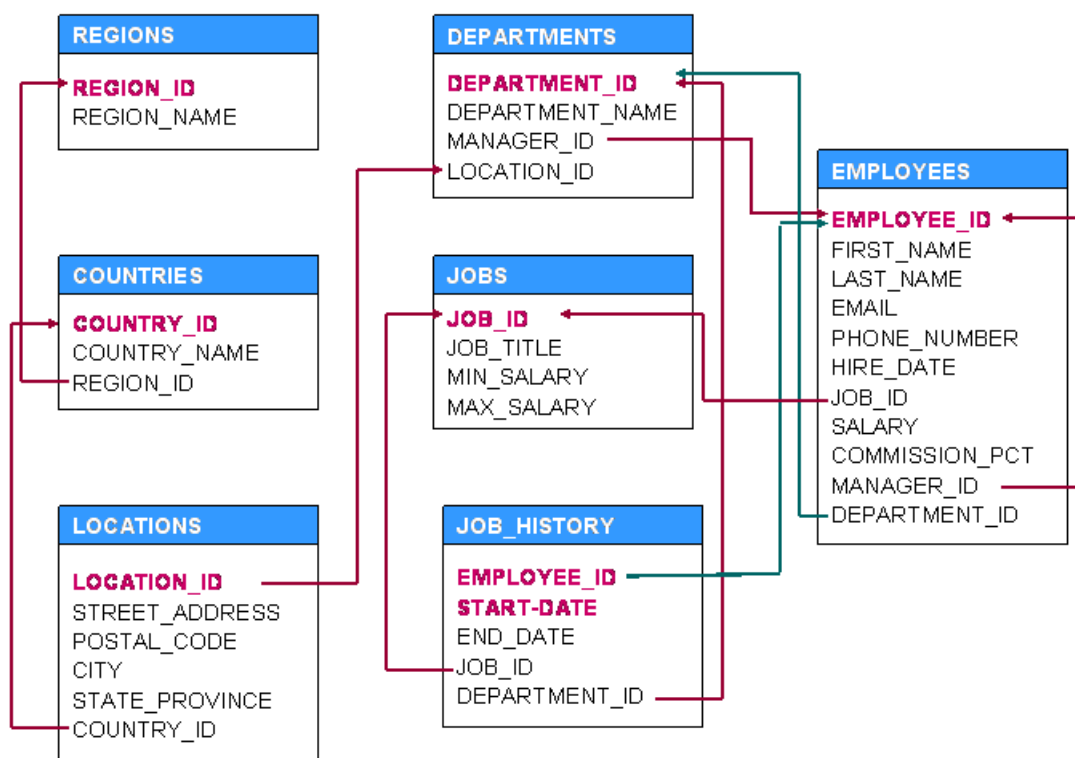 REGIONS
REGION_ID
REGION_NAME
DEPARTMENTS
DEPARTMENT_ID
DEPARTMENT_NAME
MANAGER_ID
LOCATION_ID
EMPLOYEES
EMPLOYEE_ID
FIRST_NAME
LAST_NAME
EMAIL
PHONE_NUMBER
HIRE_DATE
JOB_ID
SALARY
COMMISSION_PCT
MANAGER_ID
DEPARTMENT_ID
COUNTRIES
COUNTRY_ID
COUNTRY_NAME
REGION_ID
JOBS
JOB_ID
JOB_TITLE
MIN_SALARY
MAX_SALARY
LOCATIONS
LOCATION_ID
STREET_ADDRESS
POSTAL_CODE
CITY
STATE_PROVINCE
COUNTRY_ID
JOB_HISTORY
EMPLOYEE_ID
START-DATE
END_DATE
JOB_ID
DEPARTMENT_ID